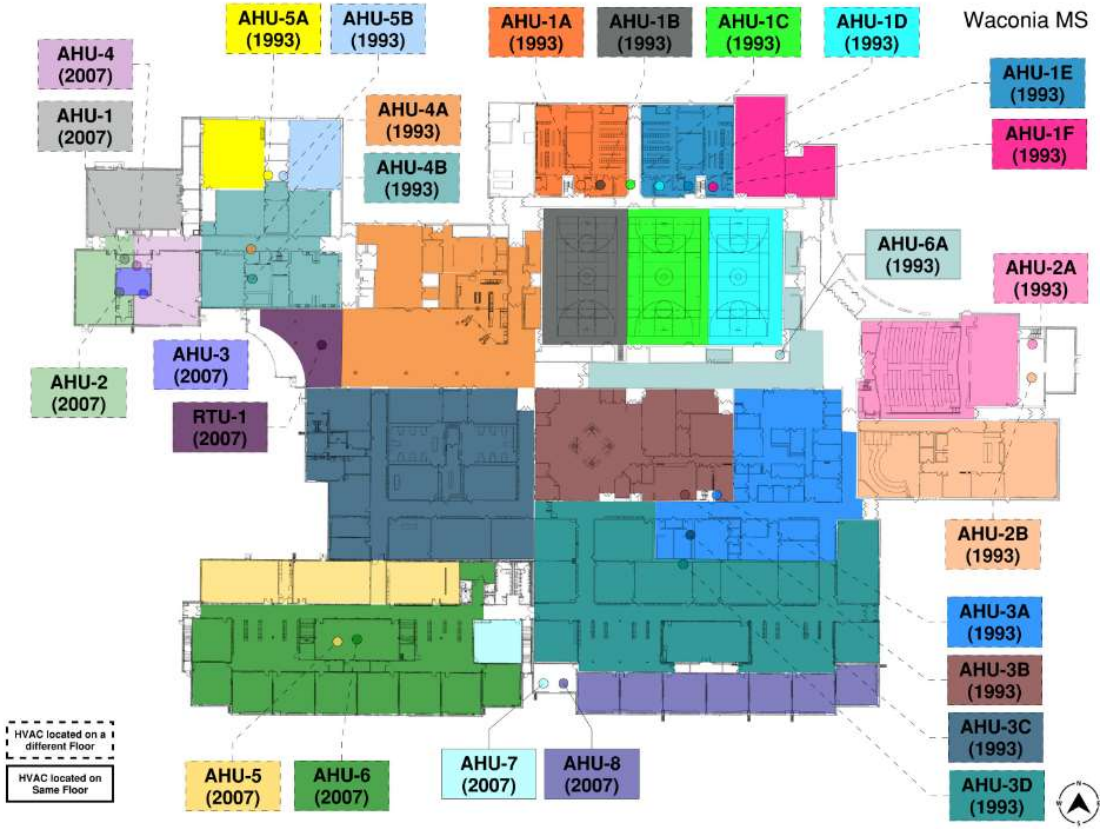 Waconia MS
AHU-5A
(1993)
AHU-5B
(1993)
AHU-1A
(1993)
AHU-1B
(1993)
AHU-1C
(1993)
AHU-1D
(1993)
AHU-4
(2007)
AHU-1E
(1993)
AHU-1
(2007)
AHU-4A
(1993)
AHU-1F
(1993)
AHU-4B
(1993)
AHU-6A
(1993)
AHU-2A
(1993)
AHU-3
(2007)
AHU-2
(2007)
RTU-1
(2007)
AHU-2B
(1993)
AHU-3A
(1993)
AHU-3B
(1993)
AHU-3C
(1993)
AHU-3D
(1993)
AHU-5
(2007)
AHU-6
(2007)
AHU-7
(2007)
AHU-8
(2007)
HVAC located on a
different Floor
HVAC located on
Same Floor
N
W
E
S